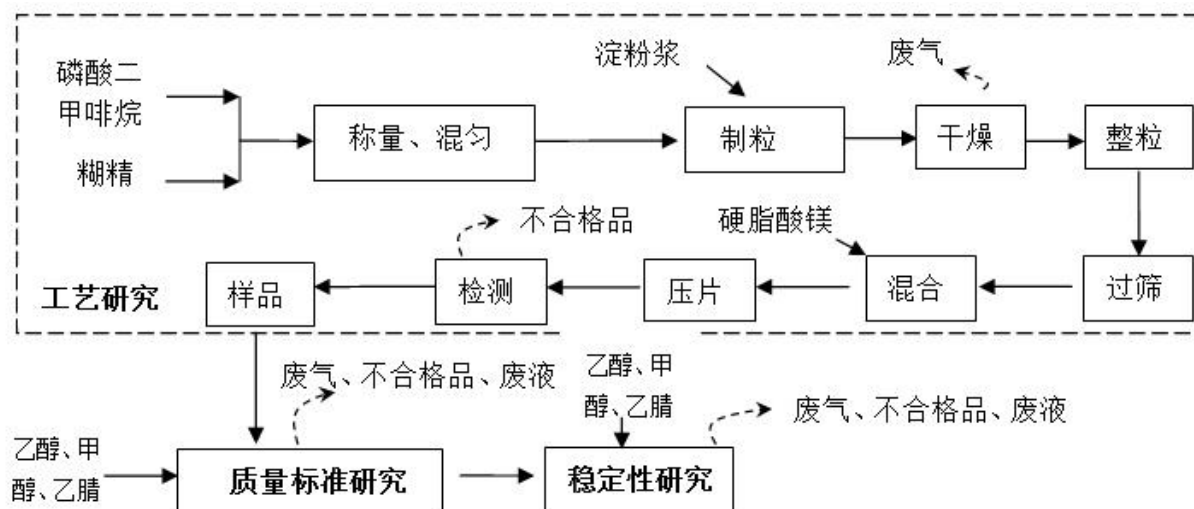 磷酸二
甲啡烷
糊精
称量、混匀
淀粉浆
制粒
废气
干燥
整粒
过筛
硬脂酸镁
混合
压片
不合格品
检测
样品
工艺研究
废气、不合格品、废液
乙醇、甲
醇、乙腈
质量标准研究
乙醇、甲
醇、乙腈
稳定性研究
废气、不合格品、废液